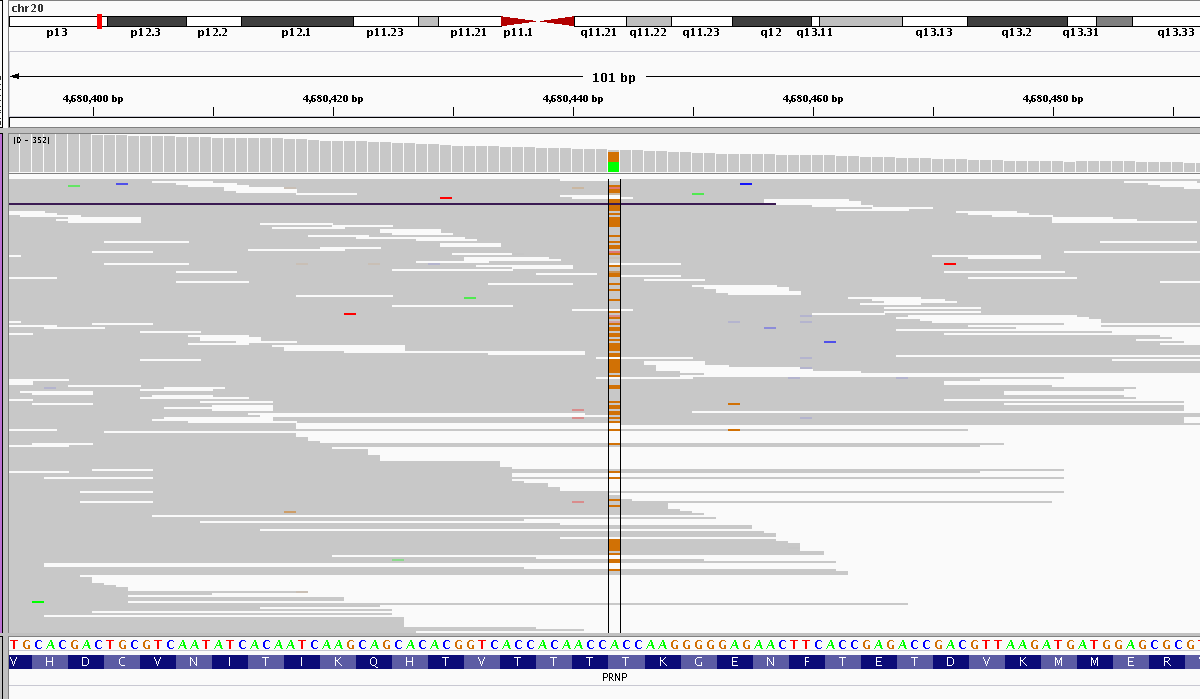 chr20
p13 p12.3 p12.2 p12.1 p11.23 p11.21 p11.1 q11.21 q11.22 q11.23 q12 q13.11 q13.13 q13.2 q13.31 q13.33
101 bp
4,680,400 bp 4,680,420 bp 4,680,440 bp 4,680,460 bp 4,680,480 bp
[0 - 352]
TGCACGACTGCGTCAATATCACAATCAAGCAGCACACGGTCACCACAACCACCAAGGGGGAGAACTTCACCGAGACCGACGTTAAGATGATGGAGCGCGT
V H D C V N I T I K Q H T V T T T T K G E N F T E T D V K M M E R
PRNP